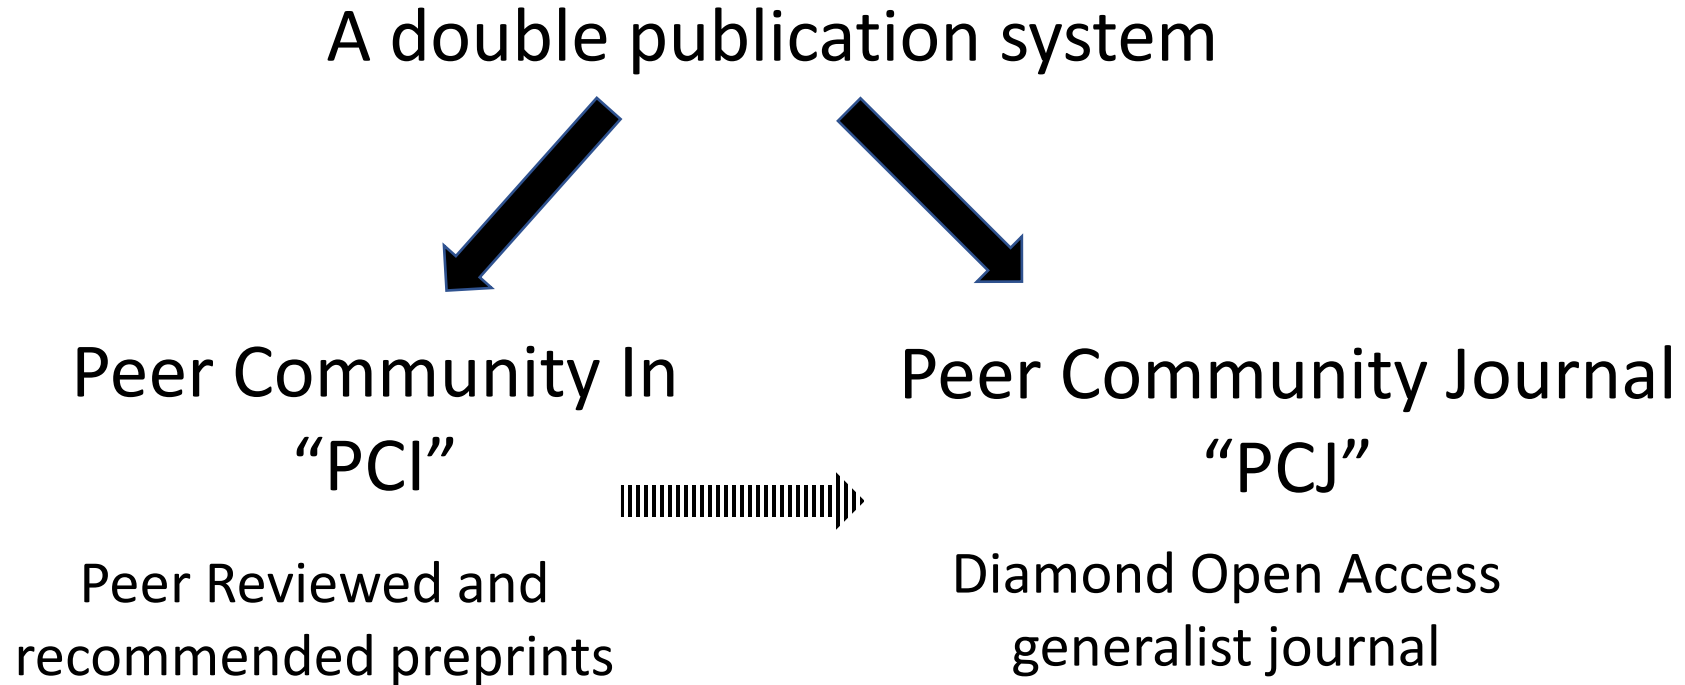 A double publication system
Peer Community In
“PCI”
Peer Reviewed and
recommended preprints
Peer Community Journal
“PCJ”
Diamond Open Access
generalist journal